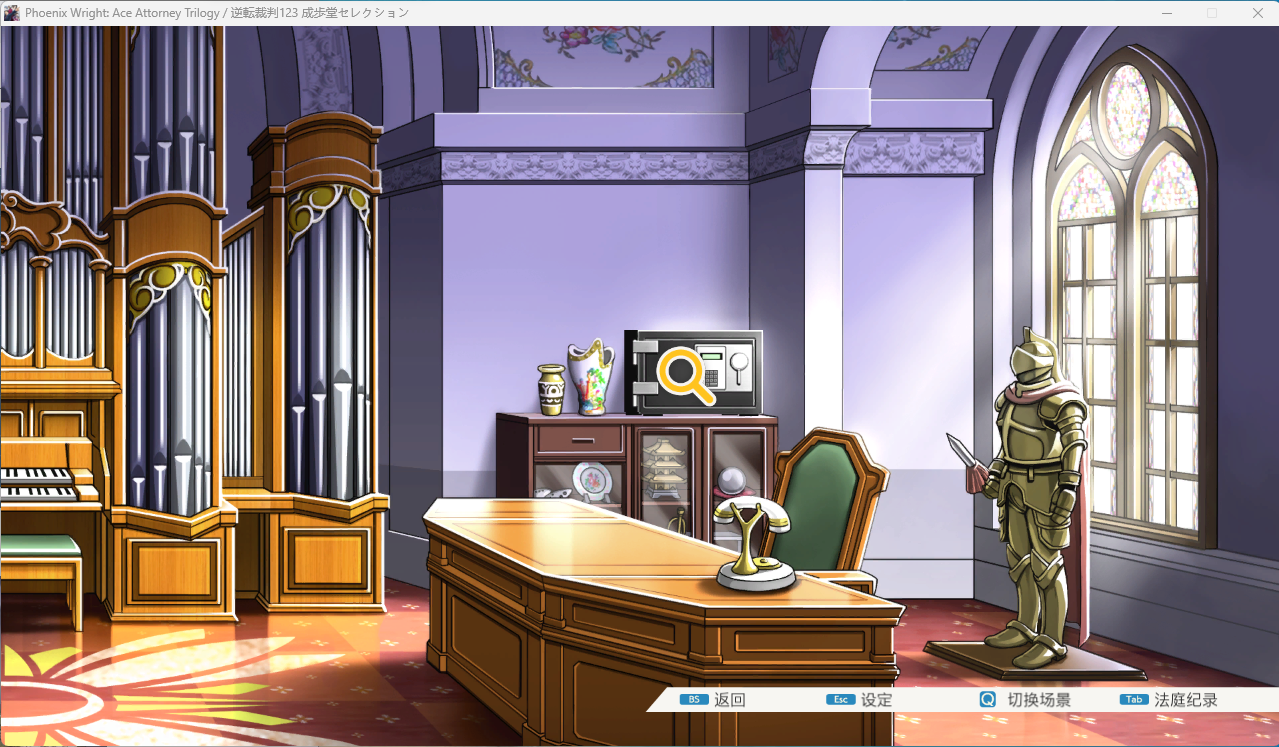 Phoenix Wright: Ace Attorney Trilogy / 逆転裁判123 成歩堂セレクション
BS 返回 Esc 设定 Q 切换场景 Tab 法庭纪录